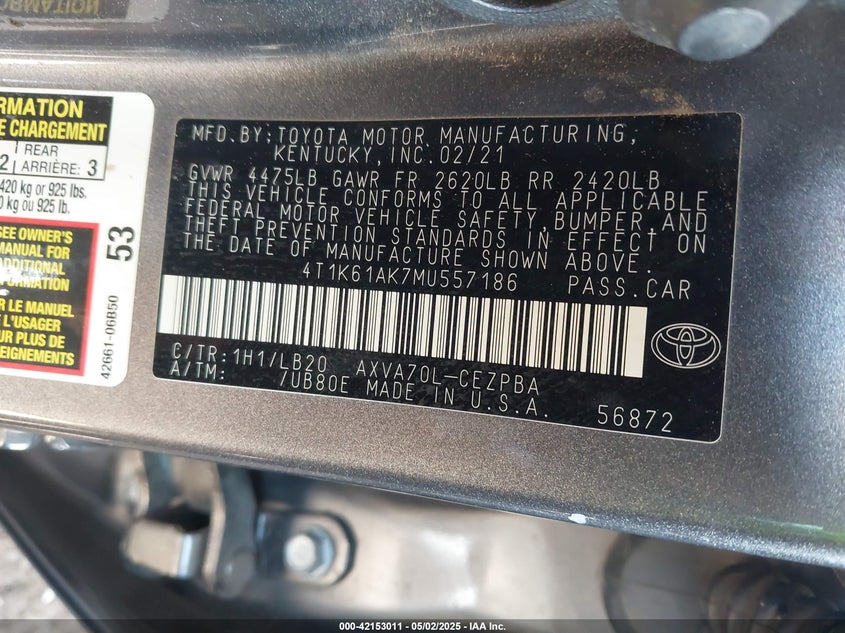 ORMATION
E CHARGEMENT
1 REAR
2 ARRIÈRE: 3
420 kg or 925 lbs.
0 kg ou 925 lb.
SEE OWNER'S
MANUAL FOR
ADDITIONAL
R LE MANUEL
L'USAGER
UR PLUS DE
SEIGNEMENTS
53
42661-06B50
MFD.BY: TOYOTA MOTOR MANUFACTURING,
KENTUCKY, INC. 02/21
GVWR 4475LB GAWR FR 2620LB RR 2420LB
THIS VEHICLE CONFORMS TO ALL APPLICABLE
FEDERAL MOTOR VEHICLE SAFETY, BUMPER, AND
THEFT PREVENTION STANDARDS IN EFFECT ON
THE DATE OF MANUFACTURE SHOWN ABOVE.
4T1K61AK7MU557186 PASS.CAR
C/TR: 1H1/LB20 AXVA70L-CEZPBA
A/TM: /UB80E MADE IN U.S.A. 56872
000-42153011 - 05/02/2025 - IAA Inc.